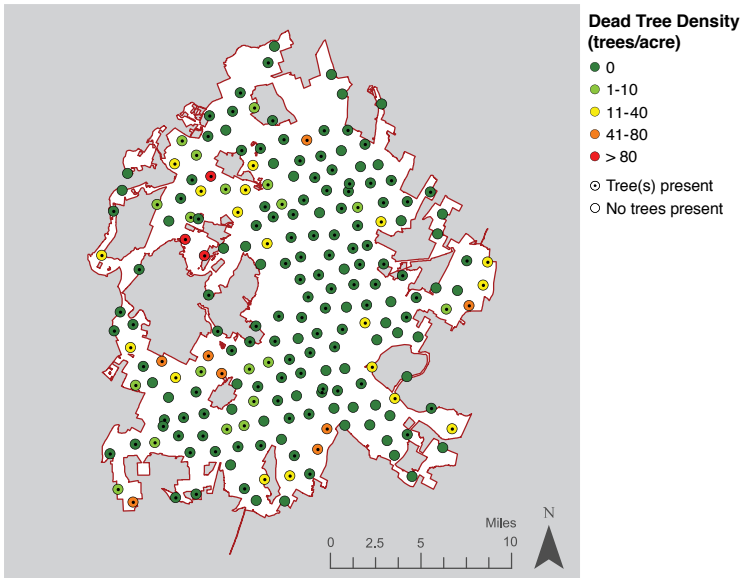 Dead Tree Density
(trees/acre)
0
1-10
11-40
41-80
> 80
Tree(s) present
No trees present
Miles
0 2.5 5 10
N